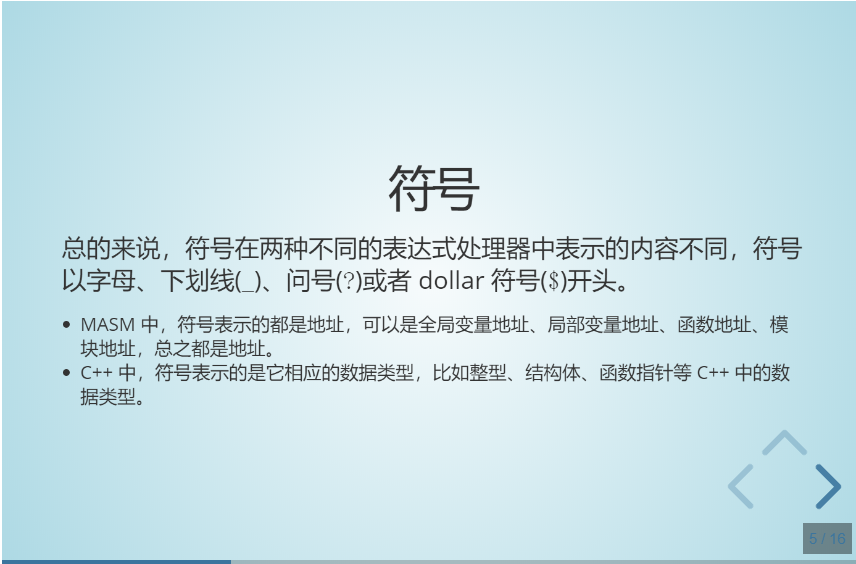 符号
总的来说，符号在两种不同的表达式处理器中表示的内容不同，符号
以字母、下划线(_)、问号(?)或者 dollar 符号($)开头。
MASM 中，符号表示的都是地址，可以是全局变量地址、局部变量地址、函数地址、模
块地址，总之都是地址。
C++ 中，符号表示的是它相应的数据类型，比如整型、结构体、函数指针等 C++ 中的数
据类型。
5 / 16